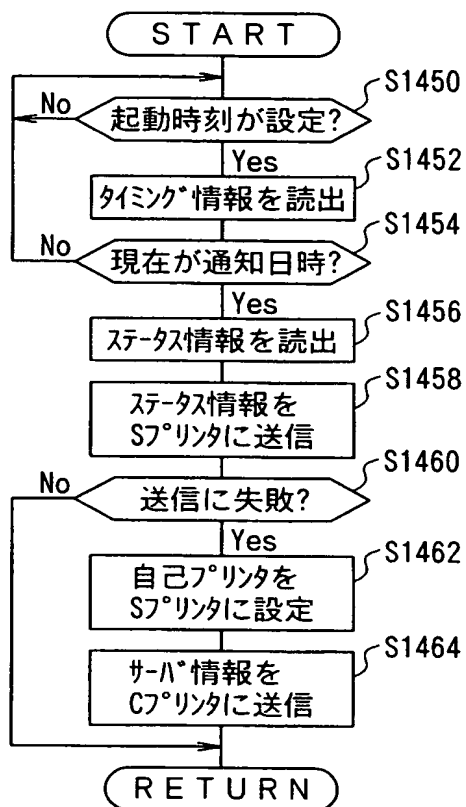 START
S1450
No
起動時刻が設定?
Yes
S1452
ﾀｲﾐﾝｸﾞ情報を読出
S1454
No
現在が通知日時?
Yes
S1456
ｽﾃｰﾀｽ情報を読出
S1458
ｽﾃｰﾀｽ情報を
Sﾌﾟﾘﾝﾀに送信
S1460
No
送信に失敗?
Yes
S1462
自己ﾌﾟﾘﾝﾀを
Sﾌﾟﾘﾝﾀに設定
S1464
ｻｰﾊﾞ情報を
Cﾌﾟﾘﾝﾀに送信
RETURN